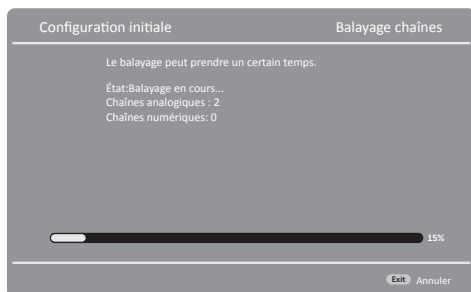 Configuration initiale
Balayage chaînes
Le balayage peut prendre un certain temps.
État:Balayage en cours...
Chaînes analogiques : 2
Chaînes numériques: 0
15%
Exit Annuler